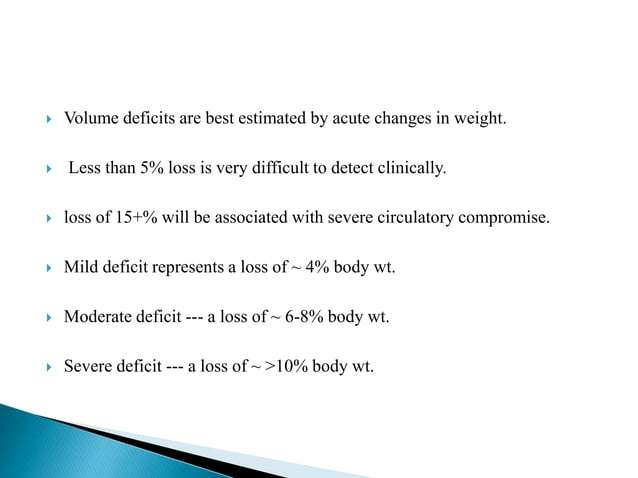 Volume deficits are best estimated by acute changes in weight.
Less than 5% loss is very difficult to detect clinically.
loss of 15+% will be associated with severe circulatory compromise.
Mild deficit represents a loss of ~ 4% body wt.
Moderate deficit --- a loss of ~ 6-8% body wt.
Severe deficit --- a loss of ~ >10% body wt.